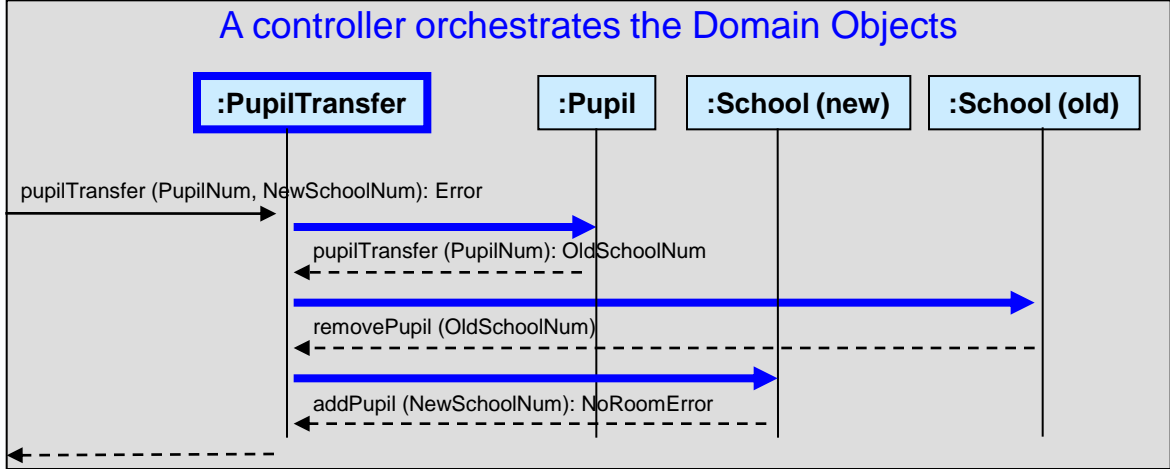 A controller orchestrates the Domain Objects
:PupilTransfer
:Pupil
:School (new)
:School (old)
pupilTransfer (PupilNum, NewSchoolNum): Error
pupilTransfer (PupilNum): OldSchoolNum
removePupil (OldSchoolNum)
addPupil (NewSchoolNum): NoRoomError